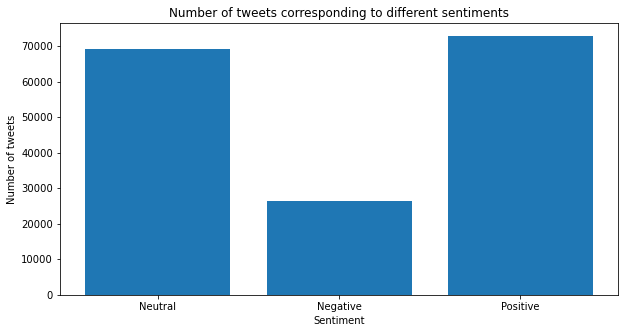 Number of tweets corresponding to different sentiments
Number of tweets
70000
60000
50000
40000
30000
20000
10000
0
Neutral Negative Positive
Sentiment